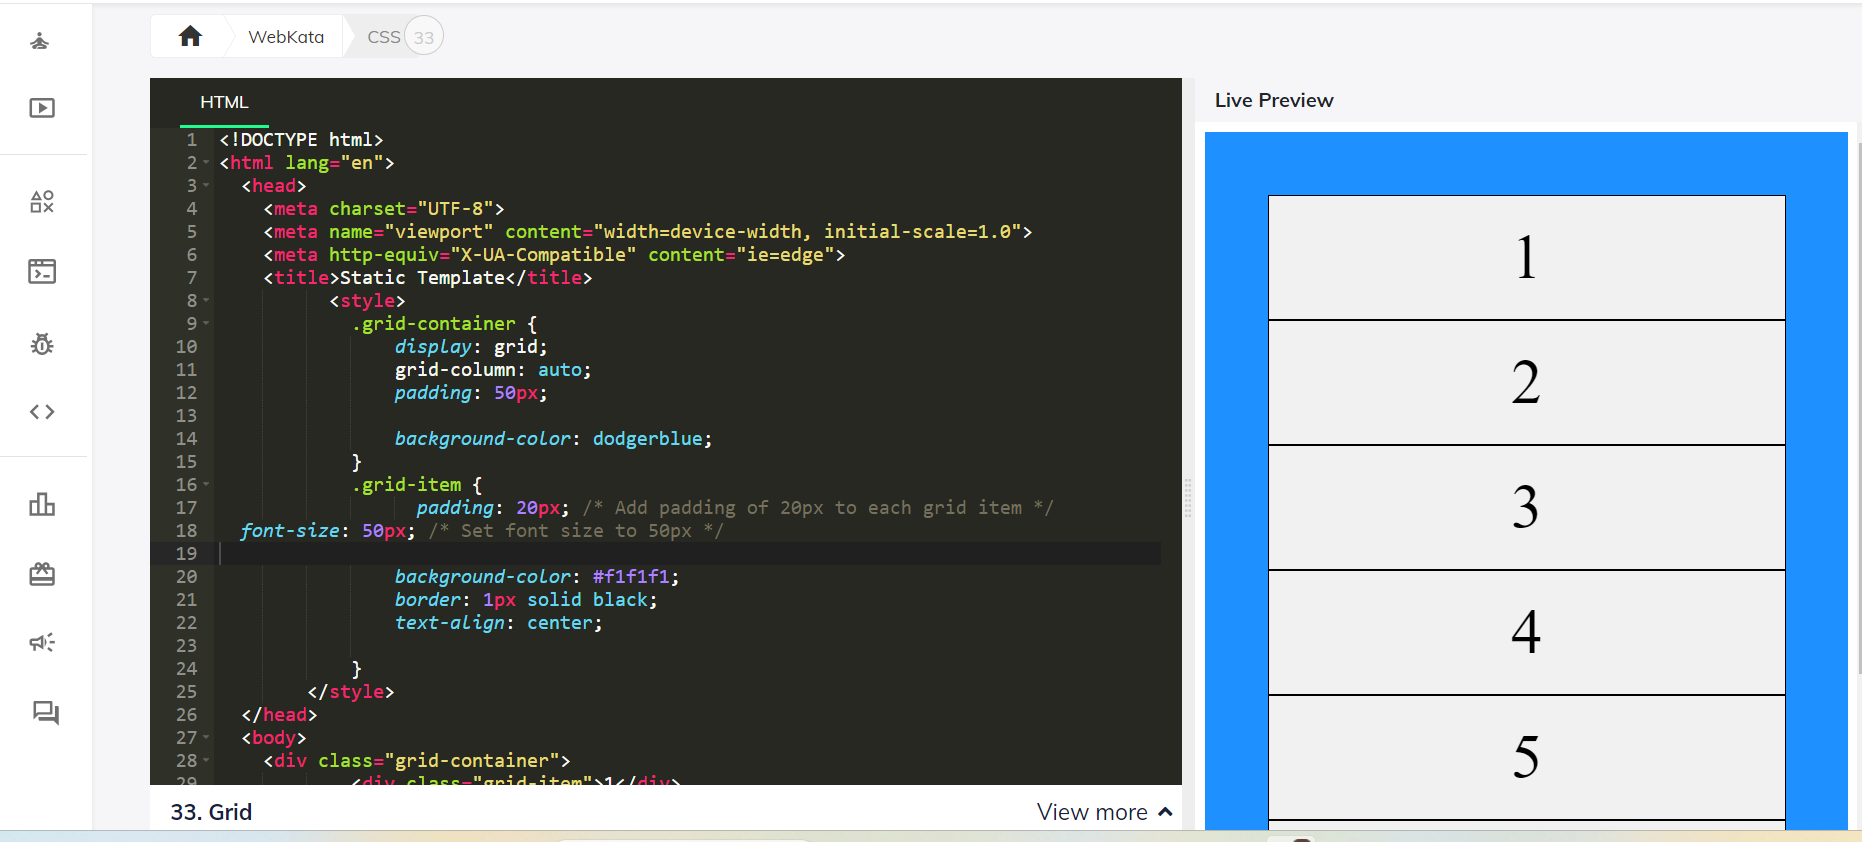 WebKata
CSS 33
HTML
1 <!DOCTYPE html>
2 <html lang="en">
3 <head>
4 <meta charset="UTF-8">
5 <meta name="viewport" content="width=device-width, initial-scale=1.0">
6 <meta http-equiv="X-UA-Compatible" content="ie=edge">
7 <title>Static Template</title>
8 <style>
9 .grid-container {
10 display: grid;
11 grid-column: auto;
12 padding: 50px;
13
14 background-color: dodgerblue;
15 }
16 .grid-item {
17 padding: 20px; /* Add padding of 20px to each grid item */
18 font-size: 50px; /* Set font size to 50px */
19
20 background-color: #f1f1f1;
21 border: 1px solid black;
22 text-align: center;
23
24 }
25 </style>
26 </head>
27 <body>
28 <div class="grid-container">
29 <div class="grid-item">1</div>
33. Grid
View more
Live Preview
1
2
3
4
5